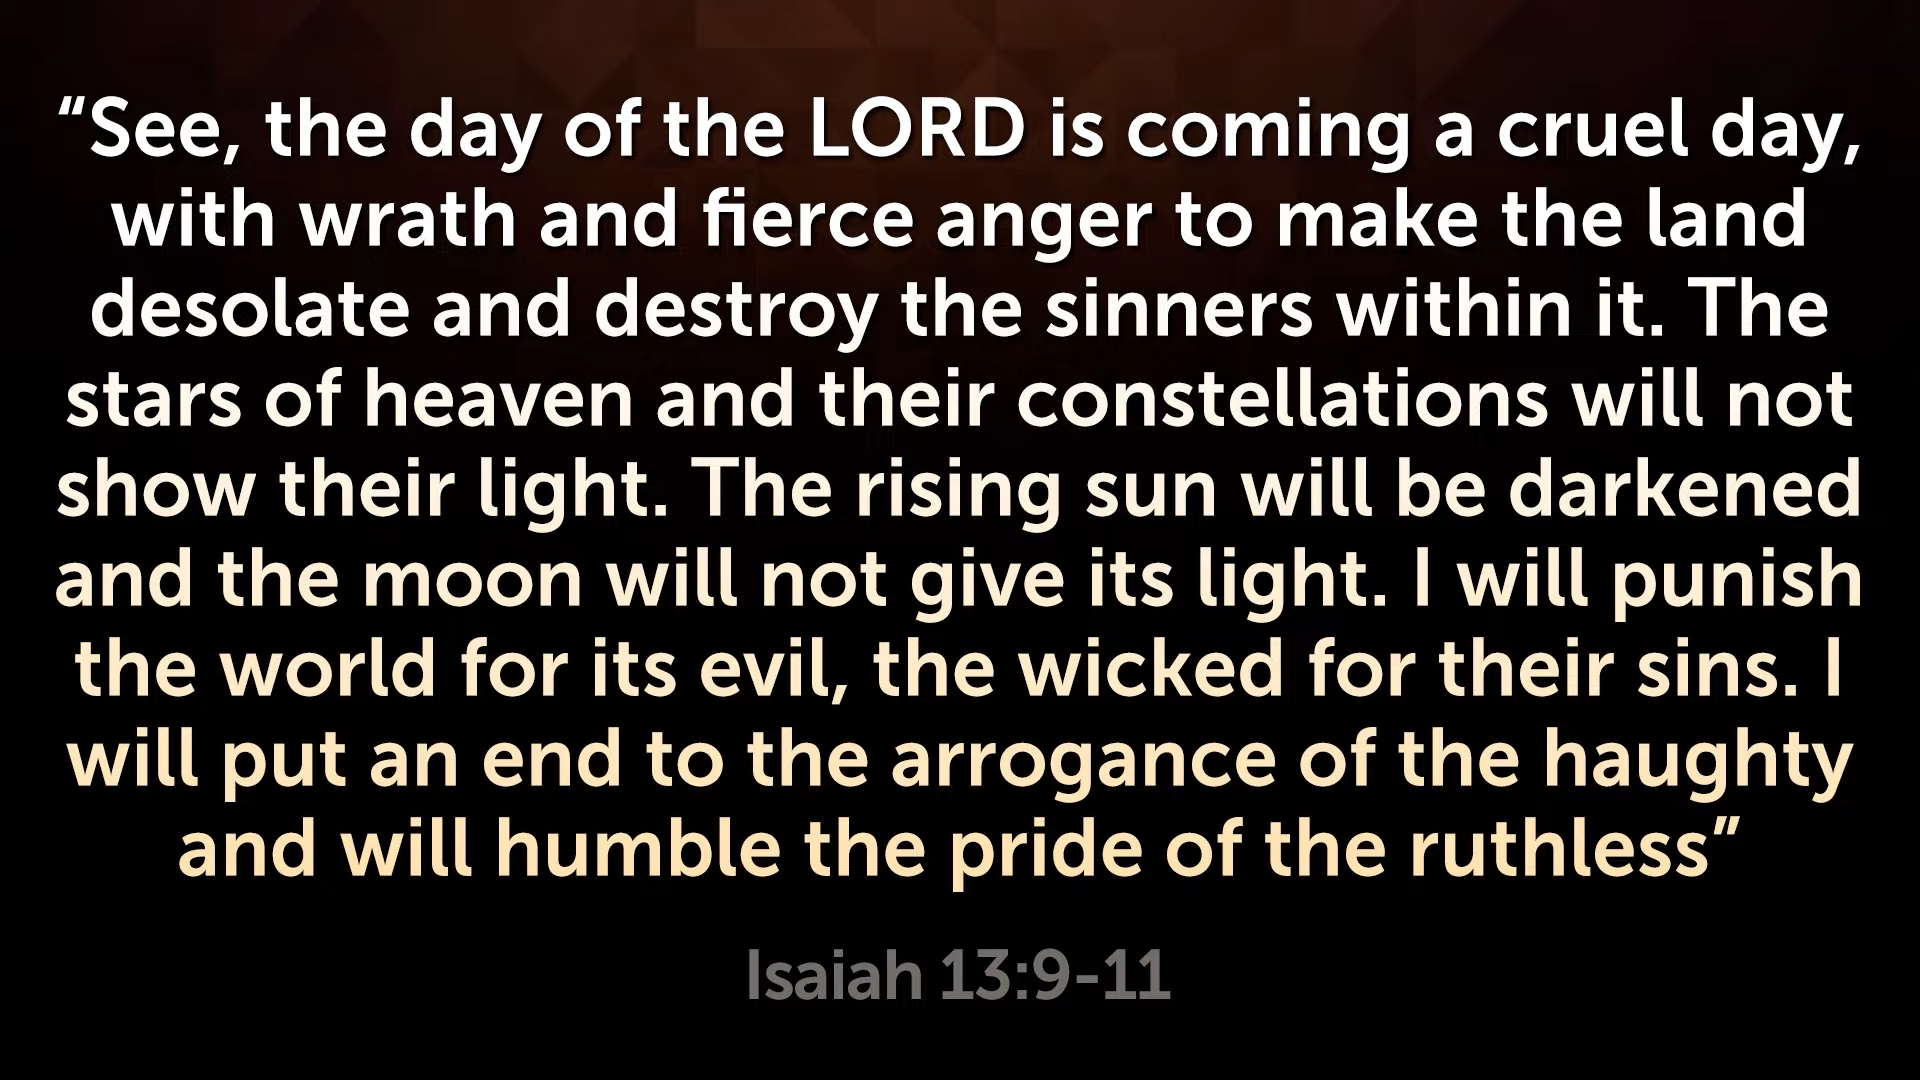 “See, the day of the LORD is coming a cruel day,
with wrath and fierce anger to make the land
desolate and destroy the sinners within it. The
stars of heaven and their constellations will not
show their light. The rising sun will be darkened
and the moon will not give its light. I will punish
the world for its evil, the wicked for their sins. I
will put an end to the arrogance of the haughty
and will humble the pride of the ruthless”
Isaiah 13:9-11